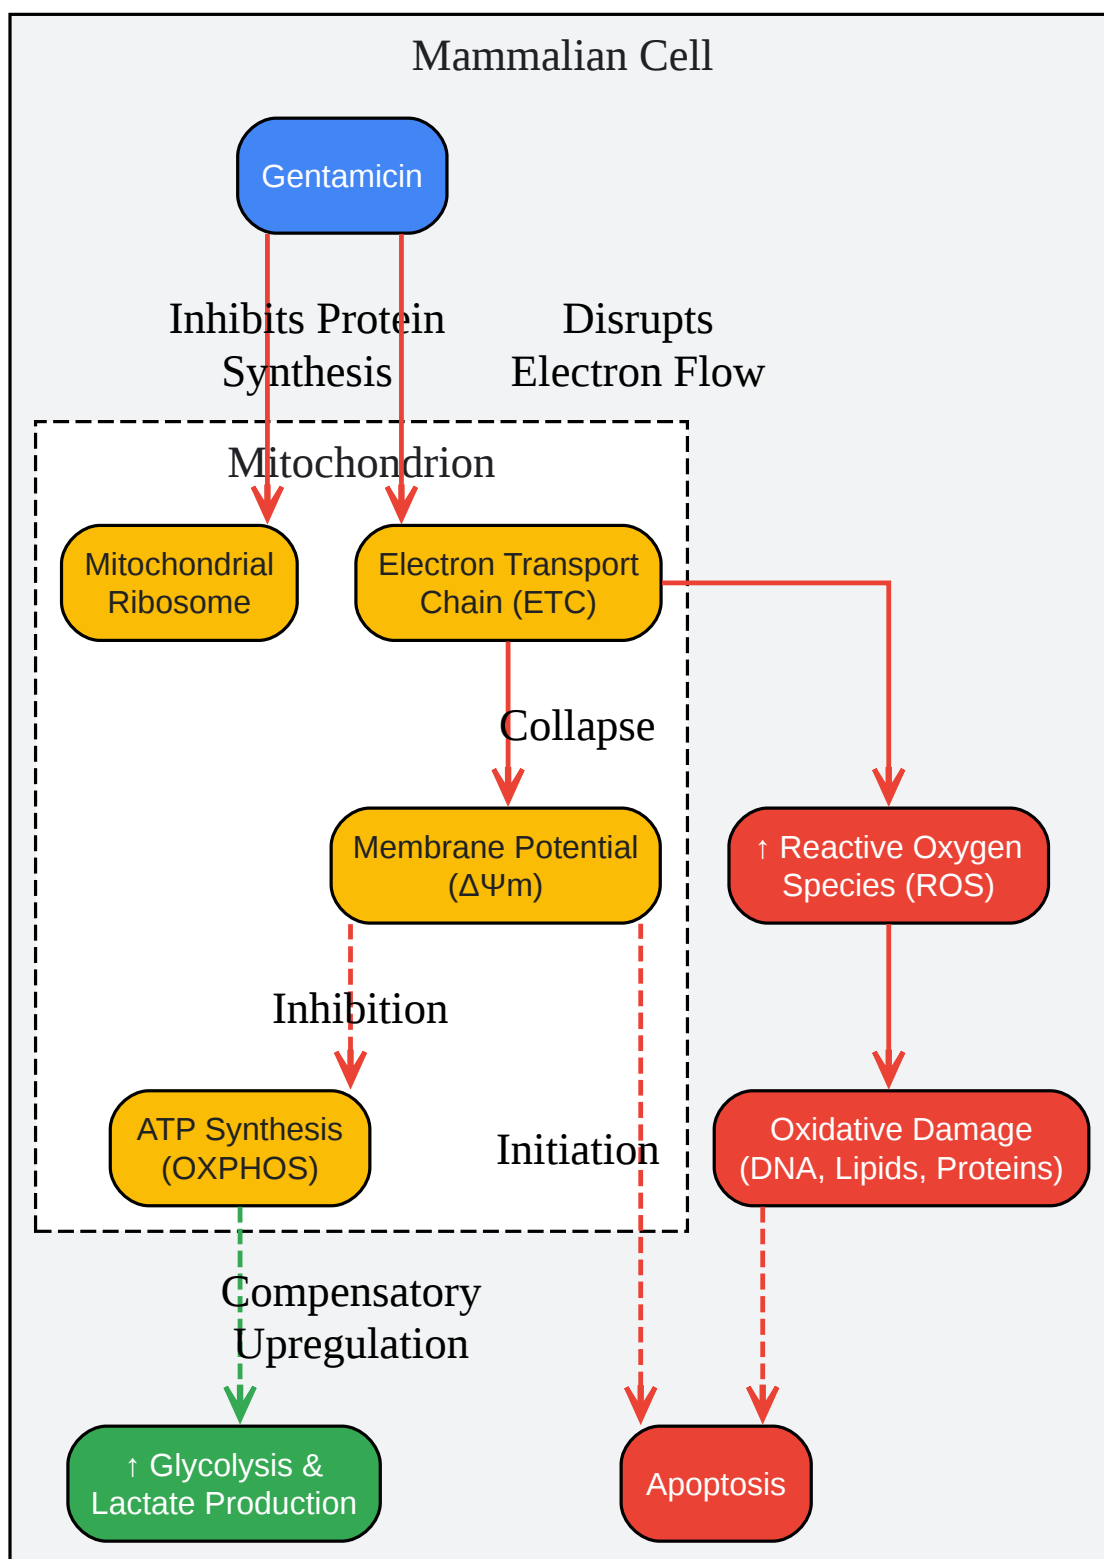 Mammalian Cell
Gentamicin
Inhibits Protein
Synthesis
Disrupts
Electron Flow
Mitochondrion
Mitochondrial
Ribosome
Electron Transport
Chain (ETC)
Collapse
Membrane Potential
(ΔΨm)
↑ Reactive Oxygen
Species (ROS)
Inhibition
ATP Synthesis
(OXPHOS)
Initiation
Oxidative Damage
(DNA, Lipids, Proteins)
Compensatory
Upregulation
↑ Glycolysis &
Lactate Production
Apoptosis